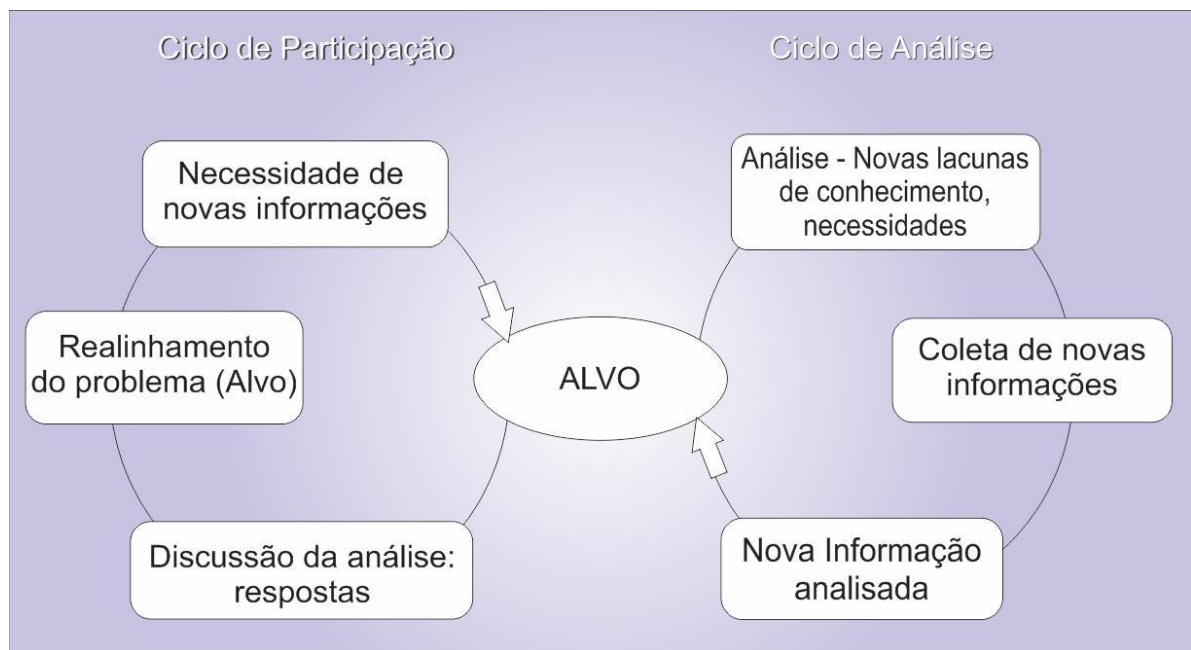 Ciclo de Participação
Ciclo de Análise
Necessidade de
novas informações
Realinhamento
do problema (Alvo)
Discussão da análise:
respostas
ALVO
Análise - Novas lacunas
de conhecimento,
necessidades
Coleta de novas
informações
Nova Informação
analisada